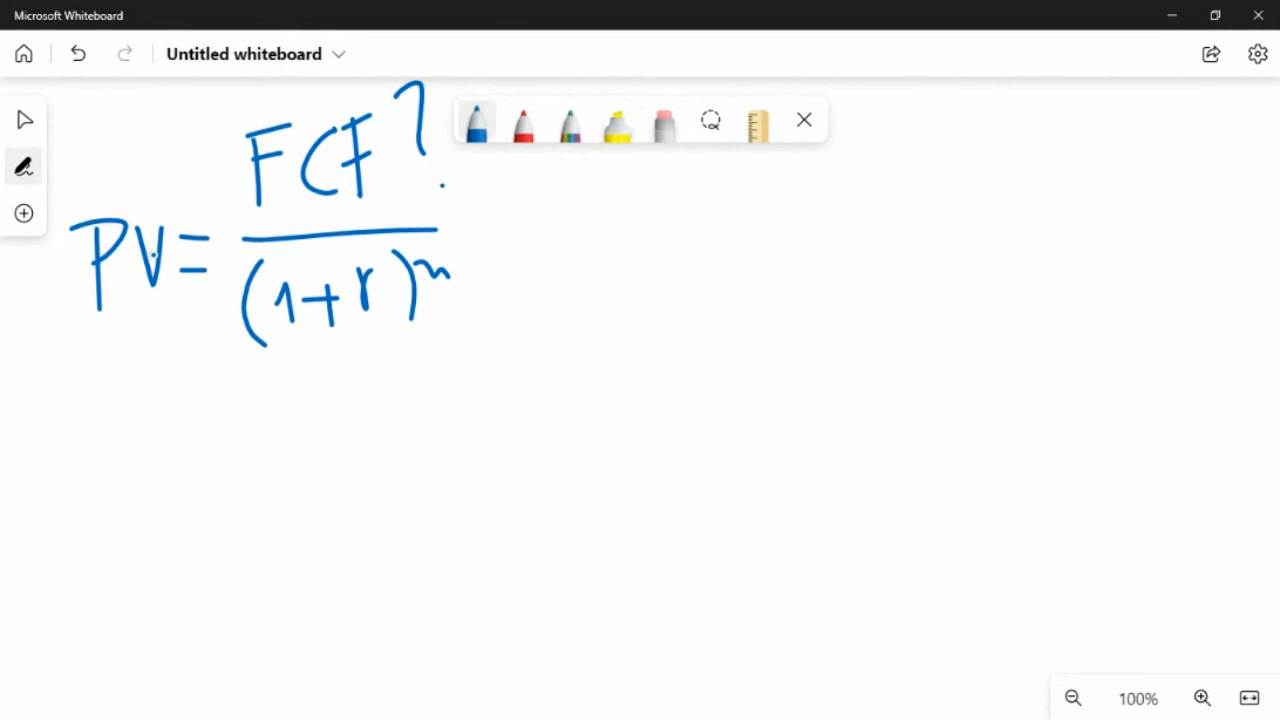 Microsoft Whiteboard
Untitled whiteboard
FCF?
PV=
(1+r)^n
100%